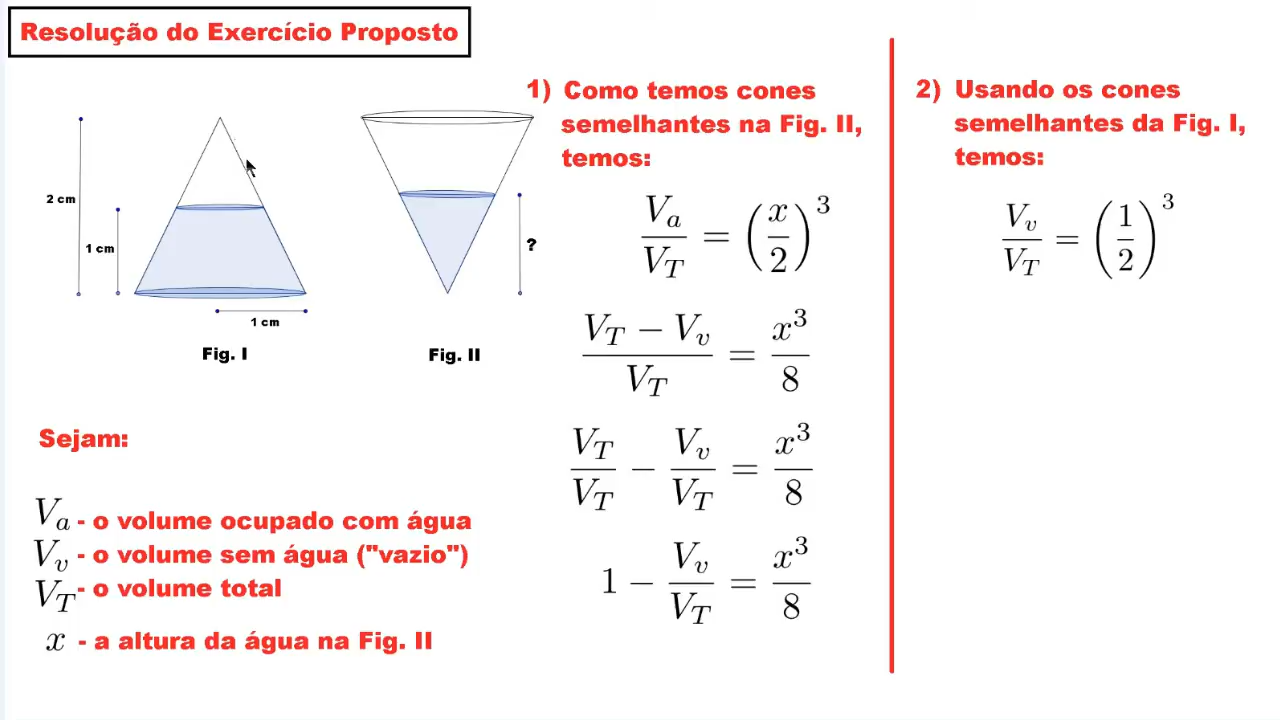 Resolução do Exercício Proposto
2 cm
1 cm
1 cm
?
Fig. I
Fig. II
Sejam:
V_a - o volume ocupado com água
V_v - o volume sem água ("vazio")
V_T - o volume total
x - a altura da água na Fig. II
1) Como temos cones
semelhantes na Fig. II,
temos:
V_a/V_T = (x/2)^3
(V_T − V_v)/V_T = x^3/8
V_T/V_T − V_v/V_T = x^3/8
1 − V_v/V_T = x^3/8
2) Usando os cones
semelhantes da Fig. I,
temos:
V_v/V_T = (1/2)^3